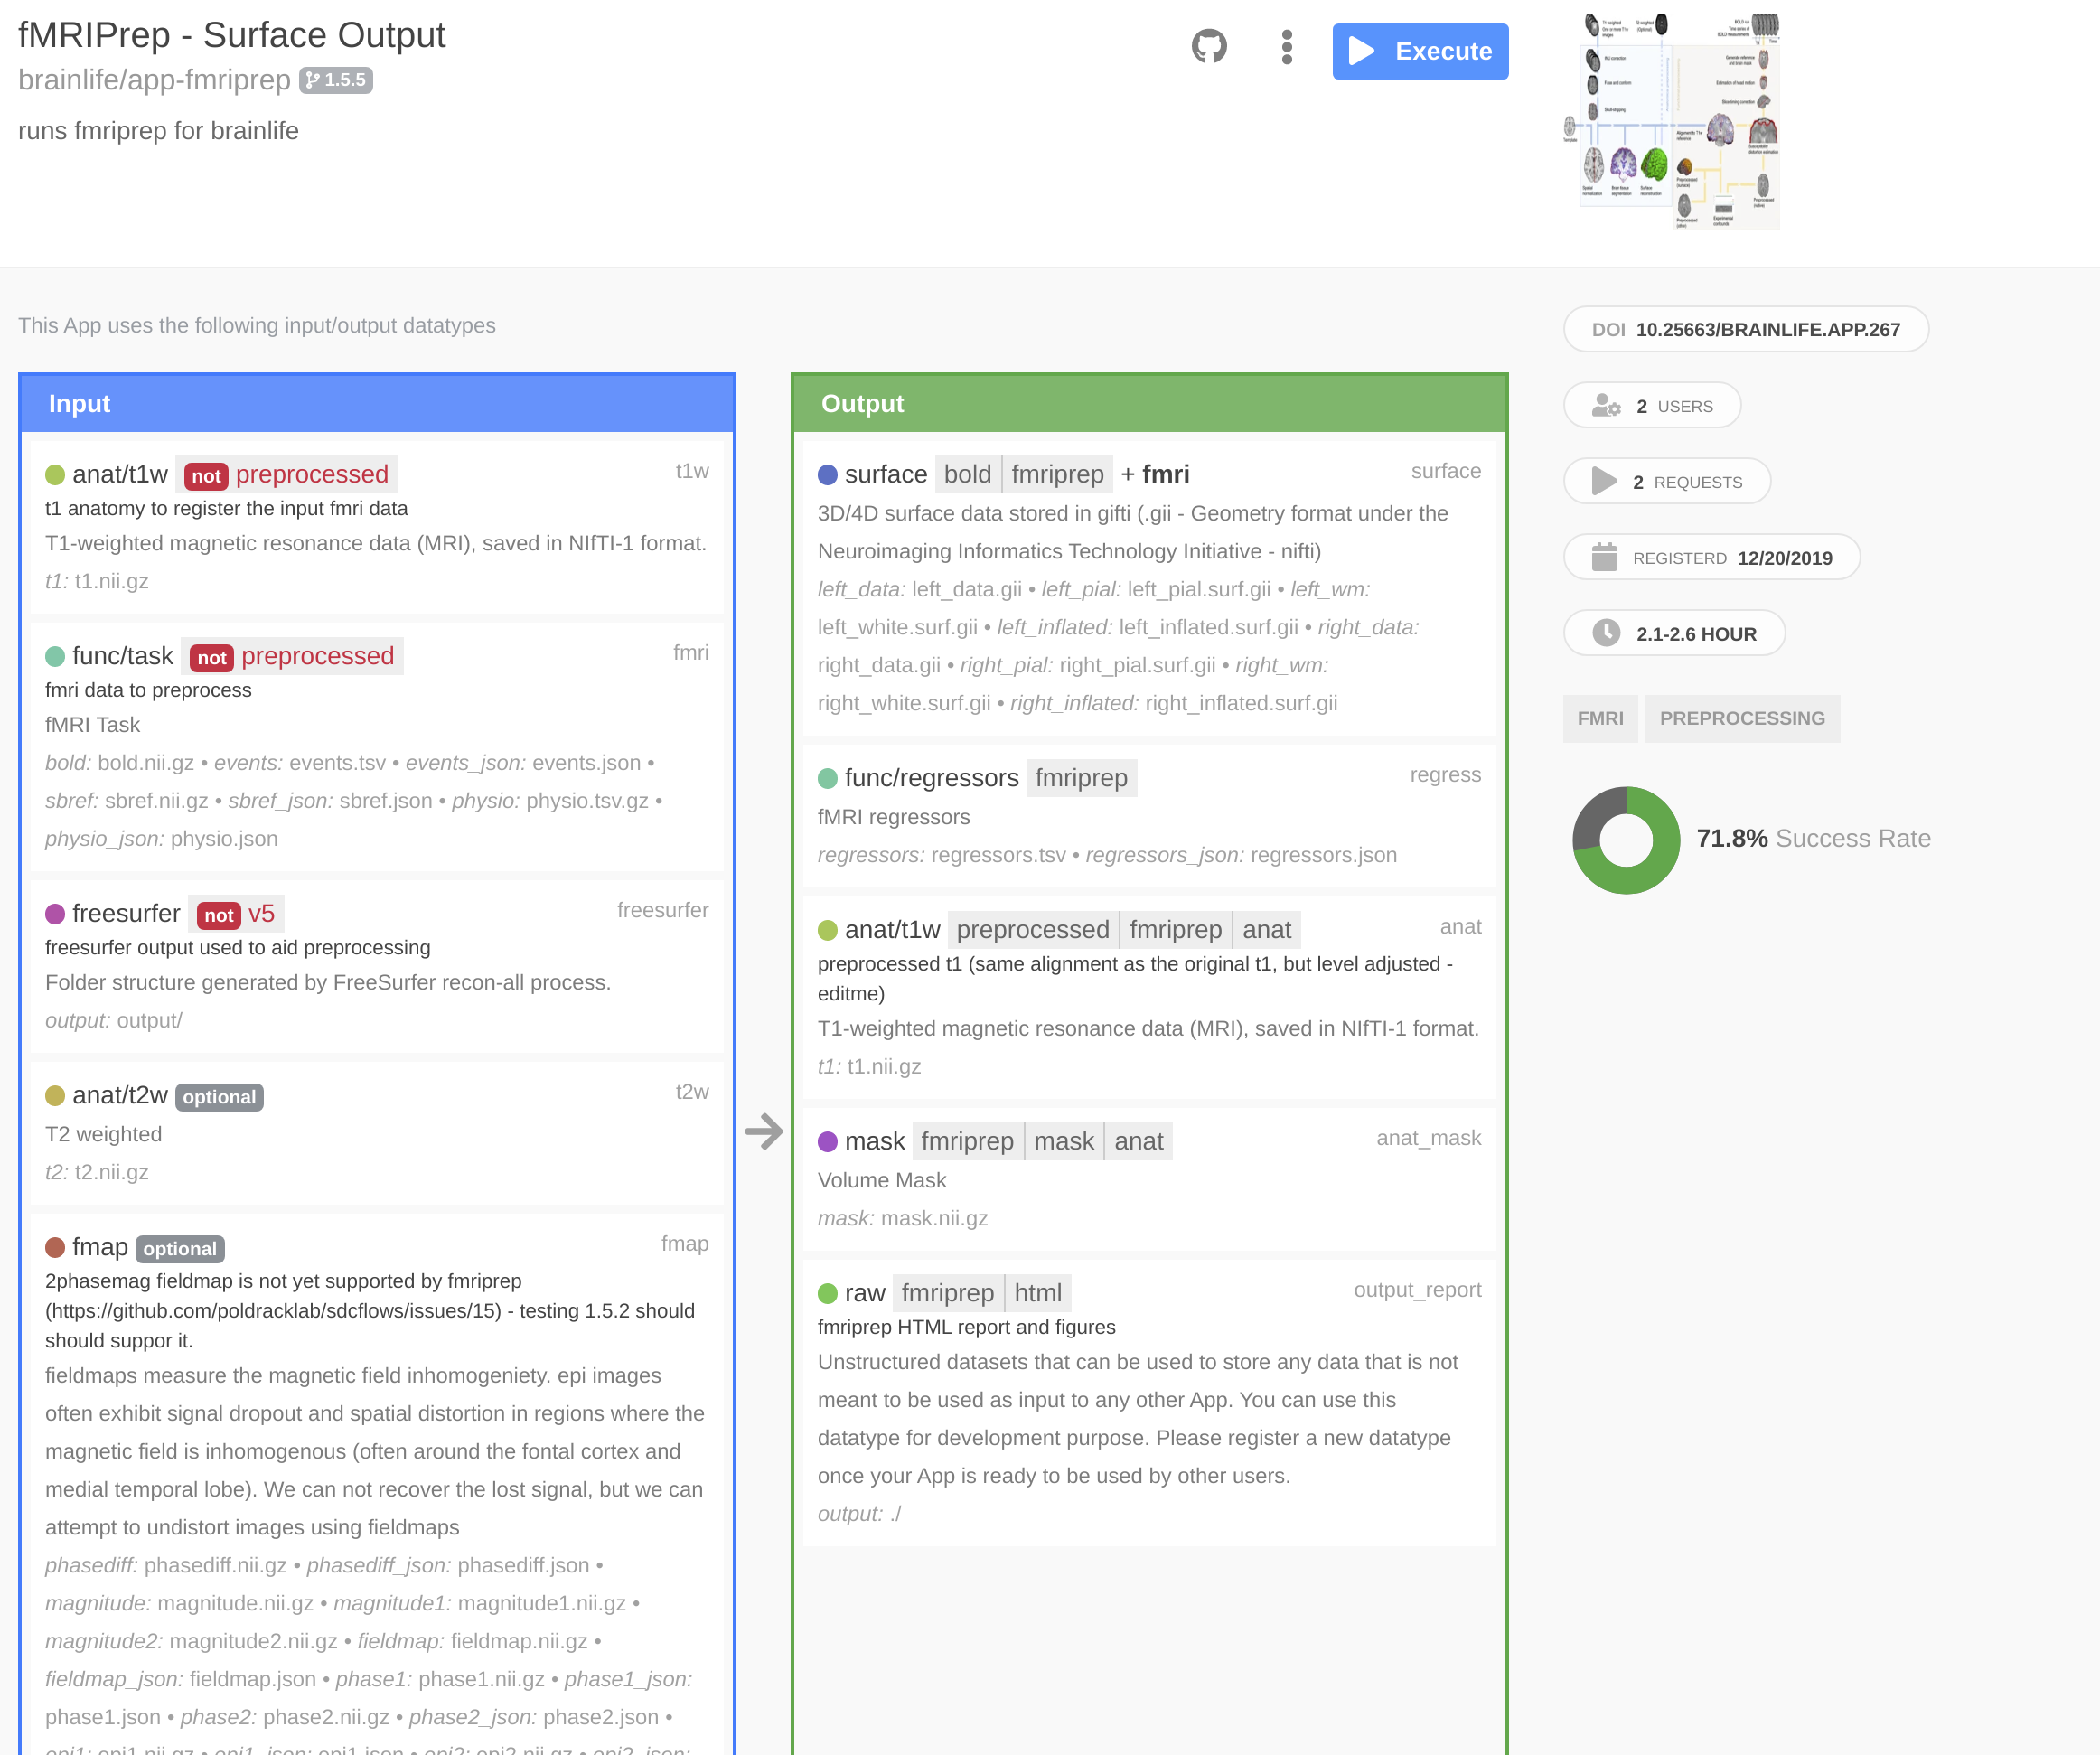 fMRIPrep - Surface Output
brainlife/app-fmriprep 1.5.5
runs fmriprep for brainlife
Execute
This App uses the following input/output datatypes
Input
anat/t1w not preprocessed t1w
t1 anatomy to register the input fmri data
T1-weighted magnetic resonance data (MRI), saved in NIfTI-1 format.
t1: t1.nii.gz
func/task not preprocessed fmri
fmri data to preprocess
fMRI Task
bold: bold.nii.gz • events: events.tsv • events_json: events.json •
sbref: sbref.nii.gz • sbref_json: sbref.json • physio: physio.tsv.gz •
physio_json: physio.json
freesurfer not v5 freesurfer
freesurfer output used to aid preprocessing
Folder structure generated by FreeSurfer recon-all process.
output: output/
anat/t2w optional t2w
T2 weighted
t2: t2.nii.gz
fmap optional fmap
2phasemag fieldmap is not yet supported by fmriprep
(https://github.com/poldracklab/sdcflows/issues/15) - testing 1.5.2 should
should suppor it.
fieldmaps measure the magnetic field inhomogeniety. epi images
often exhibit signal dropout and spatial distortion in regions where the
magnetic field is inhomogenous (often around the fontal cortex and
medial temporal lobe). We can not recover the lost signal, but we can
attempt to undistort images using fieldmaps
phasediff: phasediff.nii.gz • phasediff_json: phasediff.json •
magnitude: magnitude.nii.gz • magnitude1: magnitude1.nii.gz •
magnitude2: magnitude2.nii.gz • fieldmap: fieldmap.nii.gz •
fieldmap_json: fieldmap.json • phase1: phase1.nii.gz • phase1_json:
phase1.json • phase2: phase2.nii.gz • phase2_json: phase2.json •
epi1: epi1.nii.gz • epi1_json: epi1.json • epi2: epi2.nii.gz • epi2_json:
Output
surface bold fmriprep + fmri surface
3D/4D surface data stored in gifti (.gii - Geometry format under the
Neuroimaging Informatics Technology Initiative - nifti)
left_data: left_data.gii • left_pial: left_pial.surf.gii • left_wm:
left_white.surf.gii • left_inflated: left_inflated.surf.gii • right_data:
right_data.gii • right_pial: right_pial.surf.gii • right_wm:
right_white.surf.gii • right_inflated: right_inflated.surf.gii
func/regressors fmriprep regress
fMRI regressors
regressors: regressors.tsv • regressors_json: regressors.json
anat/t1w preprocessed fmriprep anat anat
preprocessed t1 (same alignment as the original t1, but level adjusted -
editme)
T1-weighted magnetic resonance data (MRI), saved in NIfTI-1 format.
t1: t1.nii.gz
mask fmriprep mask anat anat_mask
Volume Mask
mask: mask.nii.gz
raw fmriprep html output_report
fmriprep HTML report and figures
Unstructured datasets that can be used to store any data that is not
meant to be used as input to any other App. You can use this
datatype for development purpose. Please register a new datatype
once your App is ready to be used by other users.
output: ./
DOI 10.25663/BRAINLIFE.APP.267
2 USERS
2 REQUESTS
REGISTERD 12/20/2019
2.1-2.6 HOUR
FMRI PREPROCESSING
71.8% Success Rate